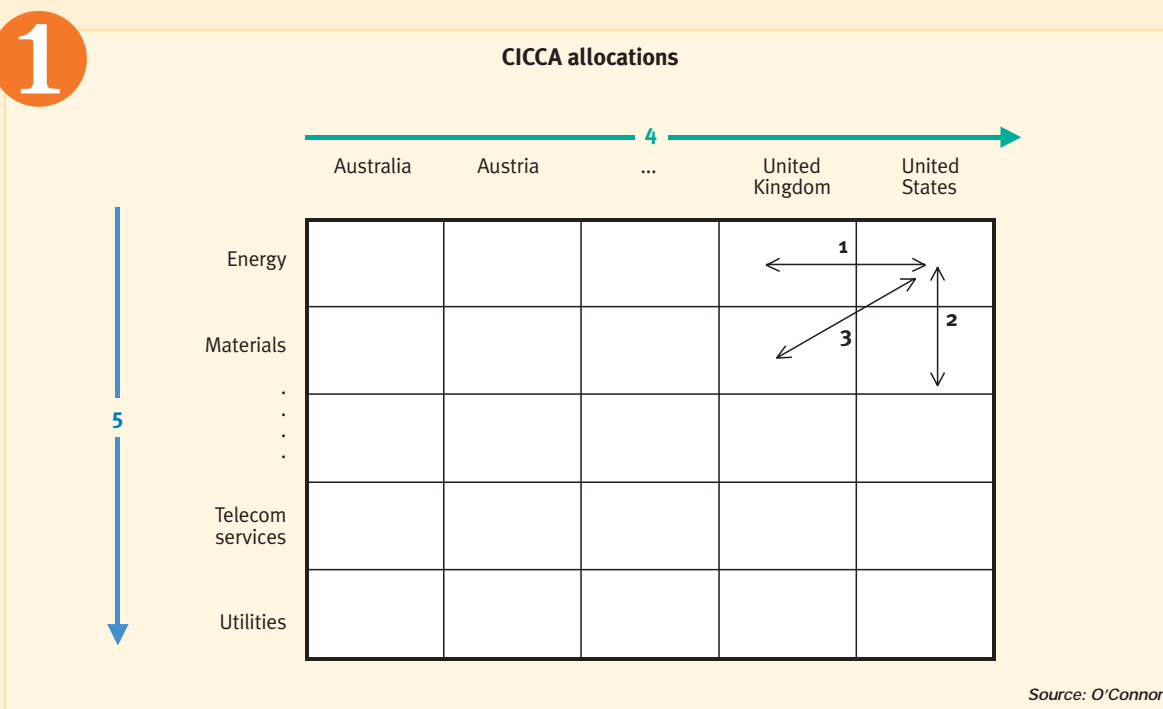 1
CICCA allocations
4
Australia Austria ... United Kingdom United States
Energy
1
2
Materials
3
.
.
5
.
.
Telecom
services
Utilities
Source: O'Connor